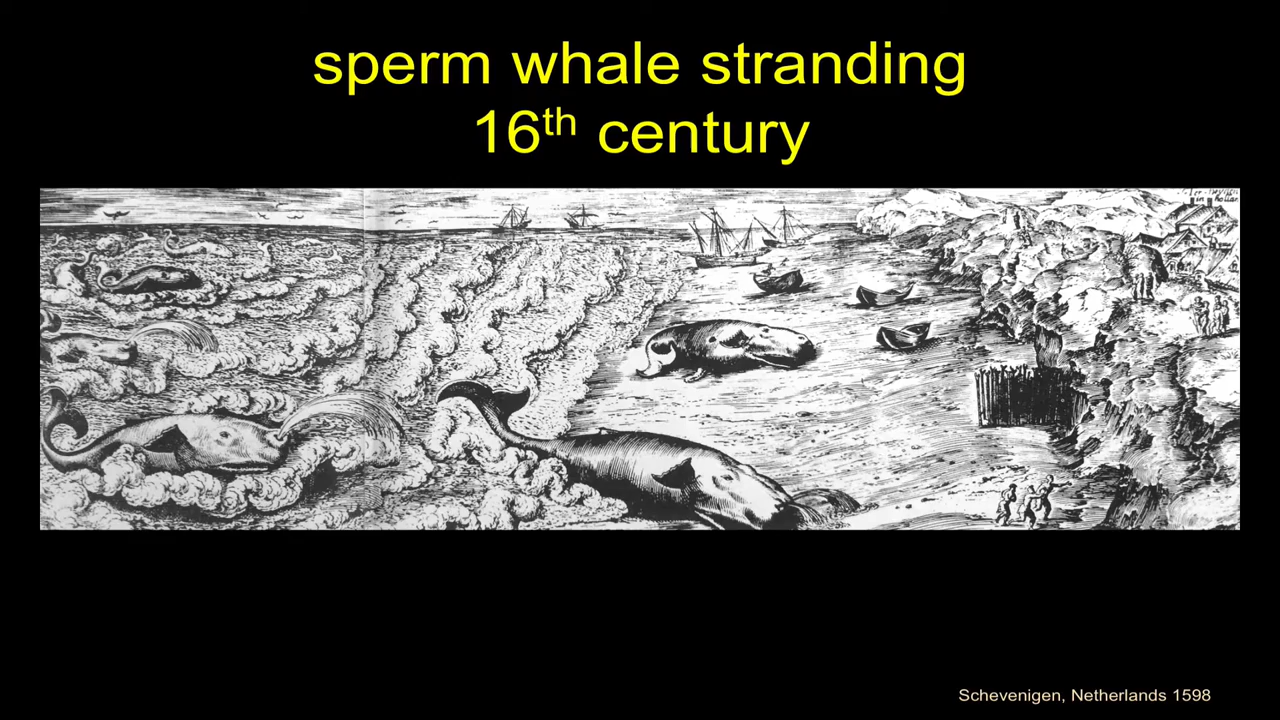 sperm whale stranding
16th century
Schevenigen, Netherlands 1598